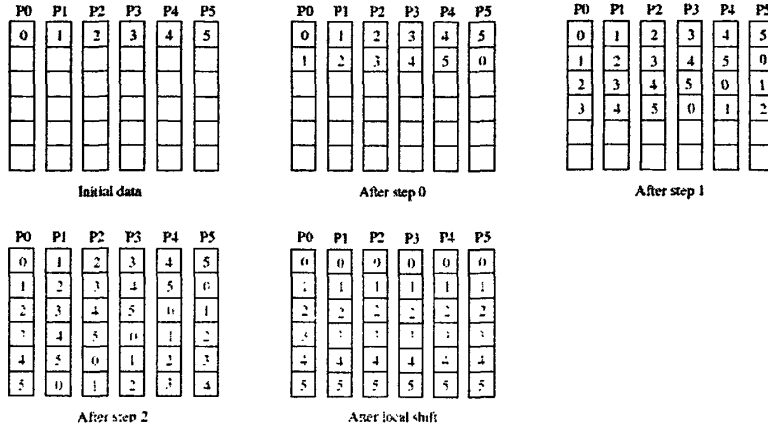 P0 P1 P2 P3 P4 P5
0 1 2 3 4 5
Initial data
P0 P1 P2 P3 P4 P5
0 1 2 3 4 5
1 2 3 4 5 0
After step 0
P0 P1 P2 P3 P4 P5
0 1 2 3 4 5
1 2 3 4 5 0
2 3 4 5 0 1
3 4 5 0 1 2
After step 1
P0 P1 P2 P3 P4 P5
0 1 2 3 4 5
1 2 3 4 5 0
2 3 4 5 0 1
3 4 5 0 1 2
4 5 0 1 2 3
5 0 1 2 3 4
After step 2
P0 P1 P2 P3 P4 P5
0 0 0 0 0 0
1 1 1 1 1 1
2 2 2 2 2 2
3 3 3 3 3 3
4 4 4 4 4 4
5 5 5 5 5 5
After local shift